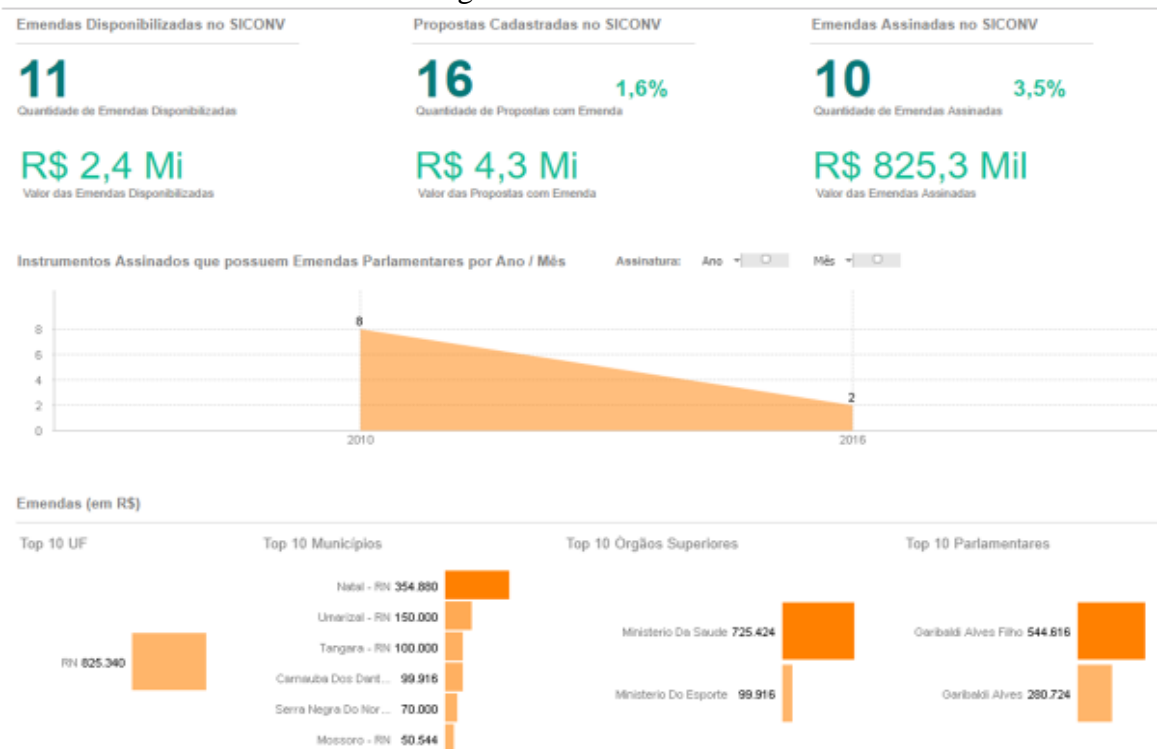 Emendas Disponibilizadas no SICONV
Propostas Cadastradas no SICONV
Emendas Assinadas no SICONV
11
16 1,6%
10 3,5%
Quantidade de Emendas Disponibilizadas
Quantidade de Propostas com Emenda
Quantidade de Emendas Assinadas
R$ 2,4 Mi
R$ 4,3 Mi
R$ 825,3 Mil
Valor das Emendas Disponibilizadas
Valor das Propostas com Emenda
Valor das Emendas Assinadas
Instrumentos Assinados que possuem Emendas Parlamentares por Ano / Mês
Assinatura: Ano Mês
8
6
4
2
0
8
2
2010
2016
Emendas (em R$)
Top 10 UF
RN 825.340
Top 10 Municípios
Natal - RN 354.880
Umarizal - RN 150.000
Tangara - RN 100.000
Carnauba Dos Dant... 99.916
Serra Negra Do Nor... 70.000
Mossoro - RN 50.544
Top 10 Órgãos Superiores
Ministerio Da Saude 725.424
Ministerio Do Esporte 99.916
Top 10 Parlamentares
Garibaldi Alves Filho 544.616
Garibaldi Alves 280.724